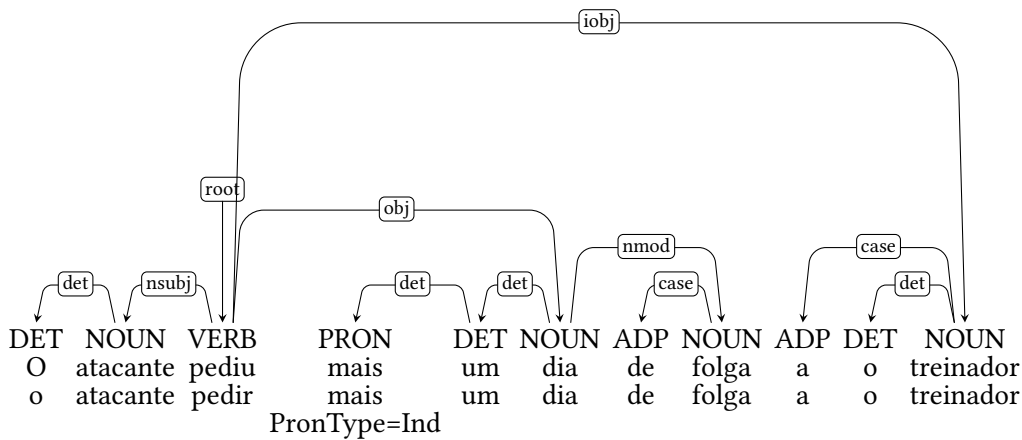 iobj
root
obj
nmod case
det nsubj det det case det
DET NOUN VERB PRON DET NOUN ADP NOUN ADP DET NOUN
O atacante pediu mais um dia de folga a o treinador
o atacante pedir mais um dia de folga a o treinador
PronType=Ind